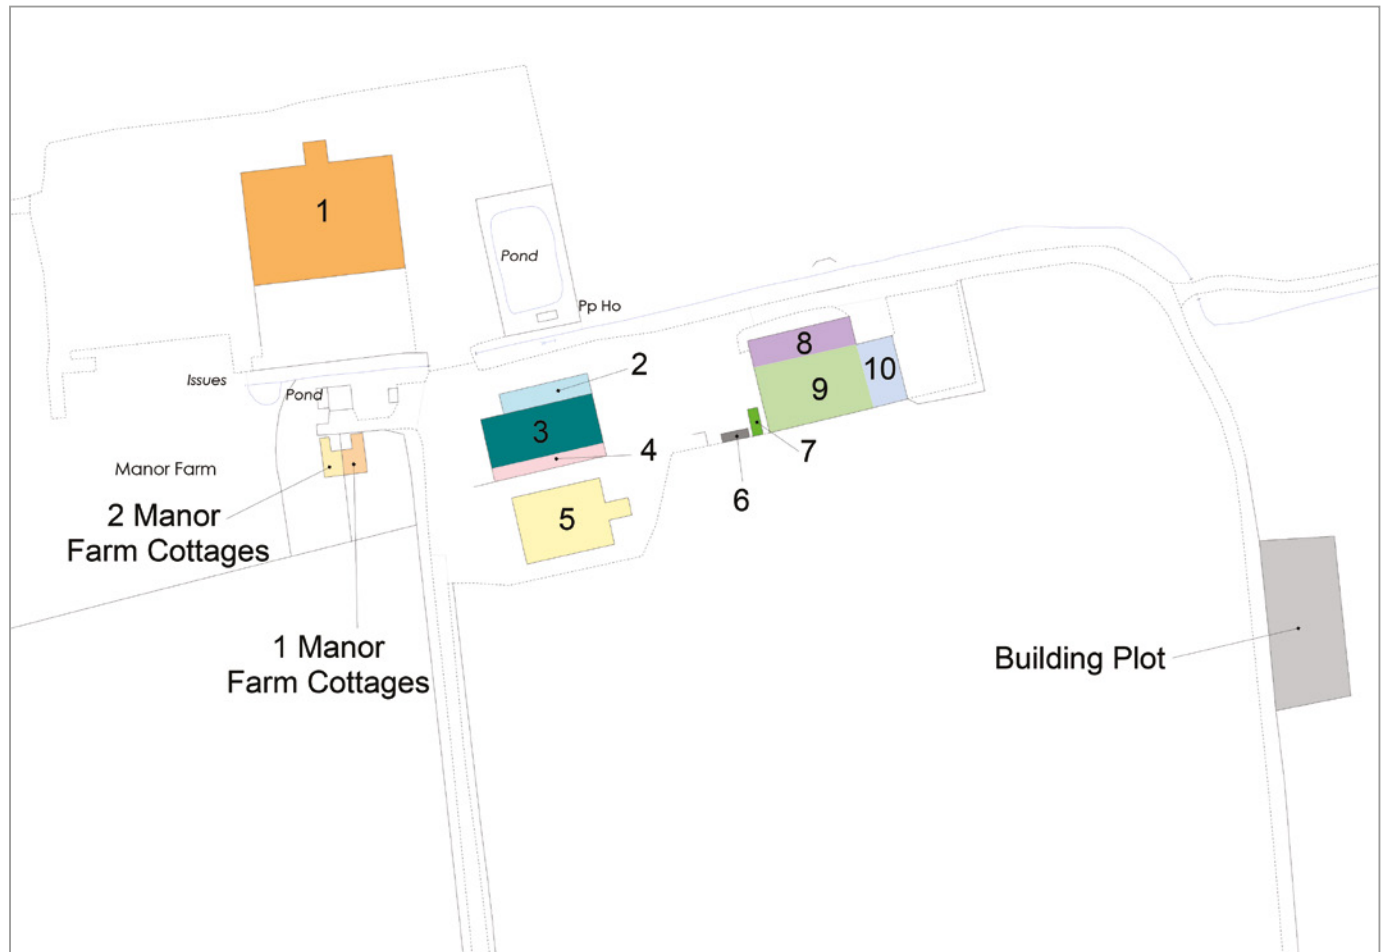 1
Pond
Pp Ho
8
2
10
Issues
9
Pond
3
4
7
Manor Farm
6
2 Manor
Farm Cottages
5
1 Manor
Farm Cottages
Building Plot